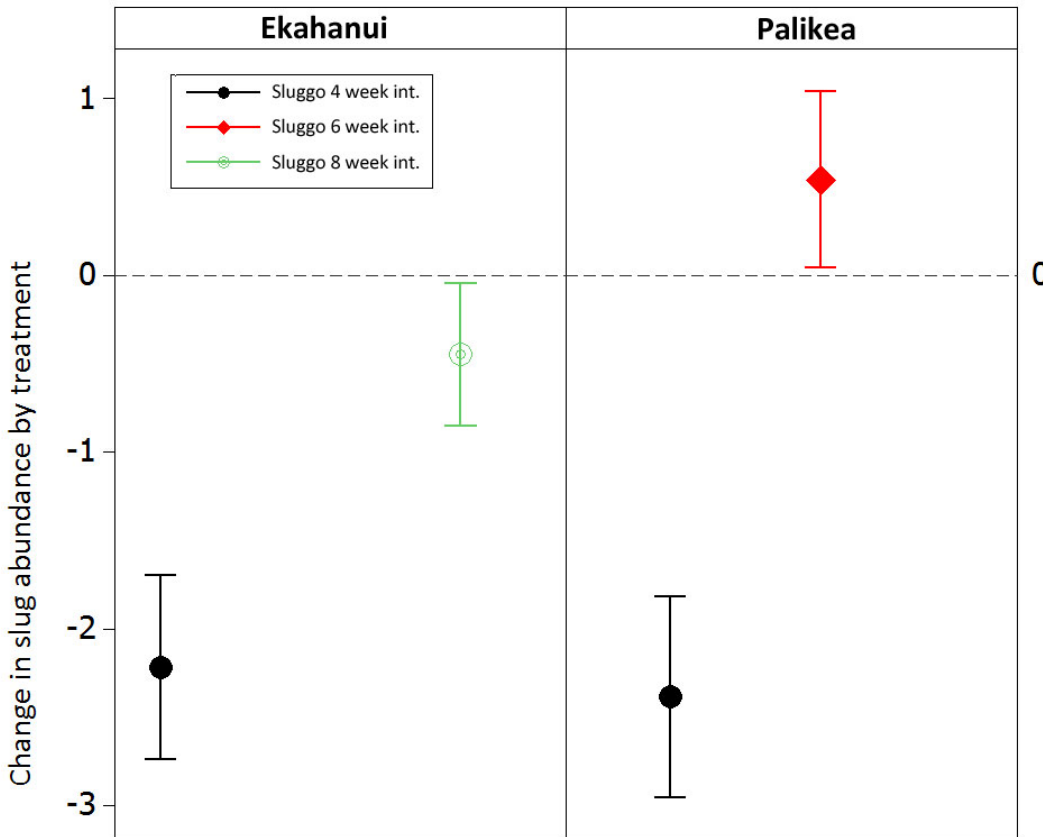 Ekahanui
Palikea
Sluggo 4 week int.
Sluggo 6 week int.
Sluggo 8 week int.
Change in slug abundance by treatment
1
0
-1
-2
-3
0